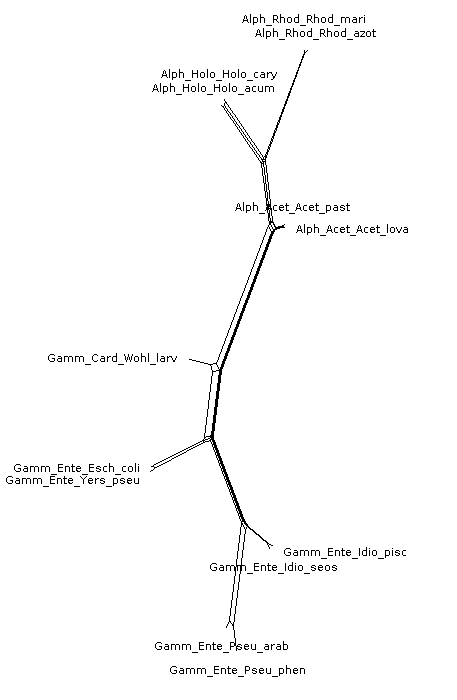 Alph_Rhod_Rhod_mari
Alph_Rhod_Rhod_azot
Alph_Holo_Holo_cary
Alph_Holo_Holo_acum
Alph_Acet_Acet_past
Alph_Acet_Acet_lova
Gamm_Card_Wohl_larv
Gamm_Ente_Esch_coli
Gamm_Ente_Yers_pseu
Gamm_Ente_Idio_pisc
Gamm_Ente_Idio_seos
Gamm_Ente_Pseu_arab
Gamm_Ente_Pseu_phen